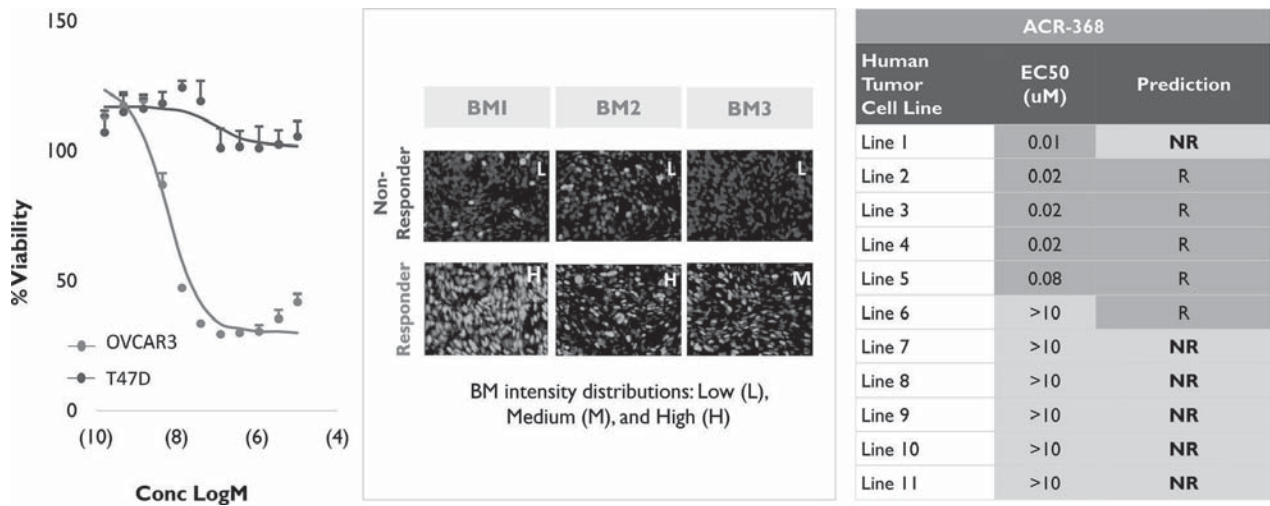 150
100
50
0
% Viability
OVCAR3
T47D
(10) (8) (6) (4)
Conc LogM
BM1 BM2 BM3
Non-
Responder
L L L
Responder
H H M
BM intensity distributions: Low (L),
Medium (M), and High (H)
ACR-368
Human
Tumor
Cell Line
EC50
(uM)
Prediction
Line 1 0.01 NR
Line 2 0.02 R
Line 3 0.02 R
Line 4 0.02 R
Line 5 0.08 R
Line 6 >10 R
Line 7 >10 NR
Line 8 >10 NR
Line 9 >10 NR
Line 10 >10 NR
Line 11 >10 NR